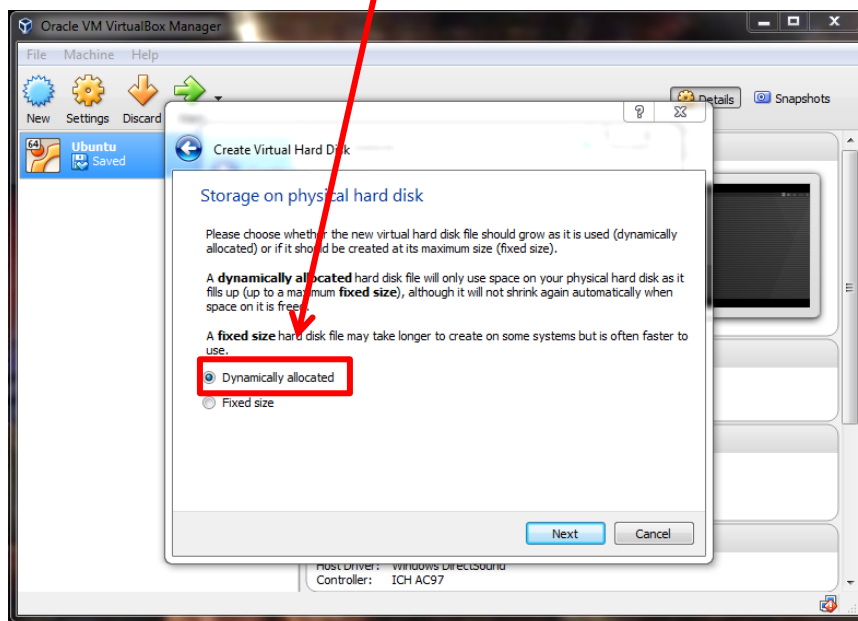 Oracle VM VirtualBox Manager
File Machine Help
New Settings Discard
Details Snapshots
64 Ubuntu
Saved
Create Virtual Hard Disk
Storage on physical hard disk
Please choose whether the new virtual hard disk file should grow as it is used (dynamically
allocated) or if it should be created at its maximum size (fixed size).
A dynamically allocated hard disk file will only use space on your physical hard disk as it
fills up (up to a maximum fixed size), although it will not shrink again automatically when
space on it is freed.
A fixed size hard disk file may take longer to create on some systems but is often faster to
use.
Dynamically allocated
Fixed size
Next Cancel
Host Driver: Windows DirectSound
Controller: ICH AC97